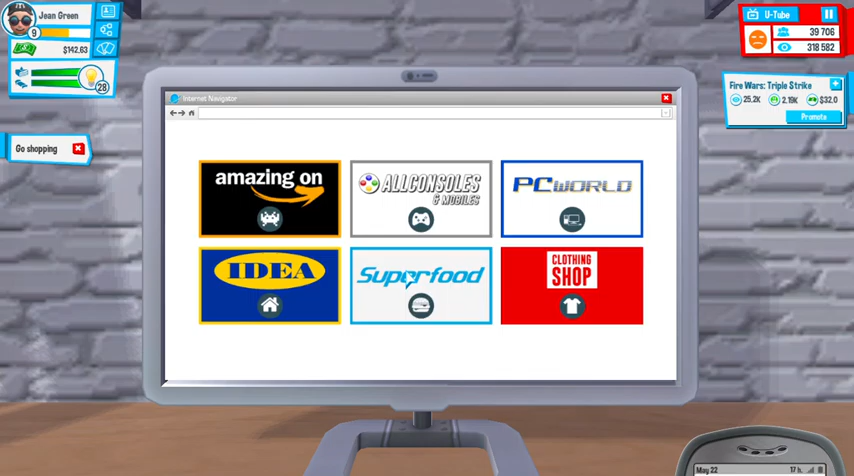 Jean Green
9
$142.63
28
Go shopping
U-Tube
39 706
318 582
Fire Wars: Triple Strike
25.2K
2.19K
$32.0
Promote
Internet Navigator
amazing on
ALLCONSOLES
& MOBILES
PCWORLD
IDEA
Superfood
CLOTHING
SHOP
May 22
17 h.